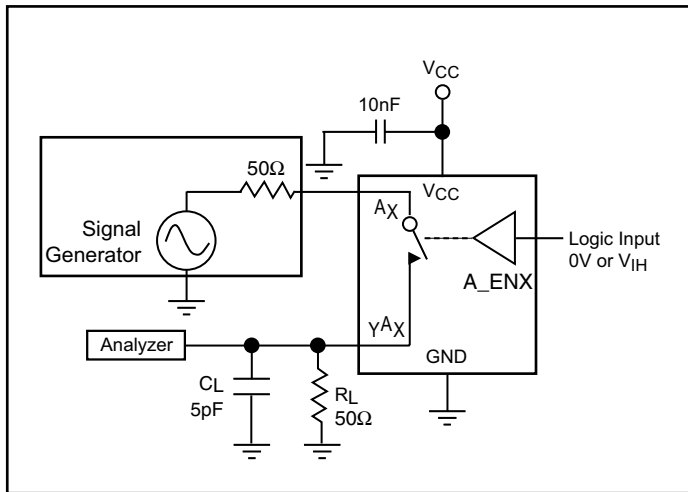 VCC
10nF
50Ω
VCC
AX
Signal
Generator
Logic Input
0V or VIH
A_ENX
YAX
Analyzer
GND
CL
5pF
RL
50Ω